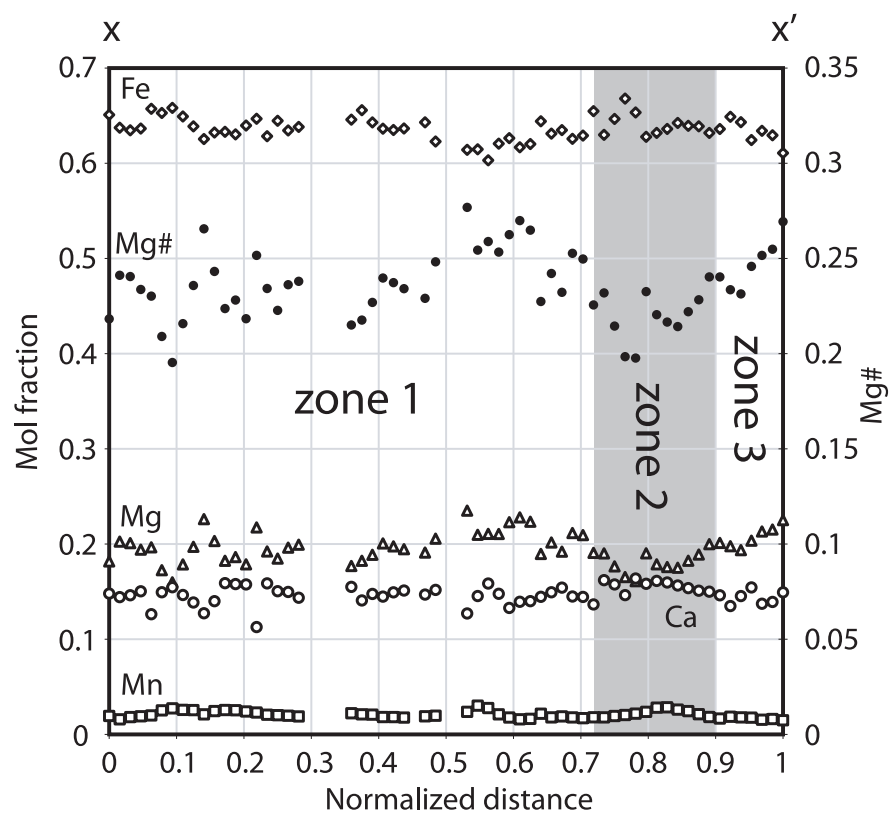 x x′
0.7 0.35
Fe
0.6 0.3
Mg#
0.5 0.25
0.4 0.2
zone 1
zone 2
zone 3
Mol fraction
Mg#
0.3 0.15
Mg
0.2 0.1
Ca
0.1 0.05
Mn
0 0
0 0.1 0.2 0.3 0.4 0.5 0.6 0.7 0.8 0.9 1
Normalized distance